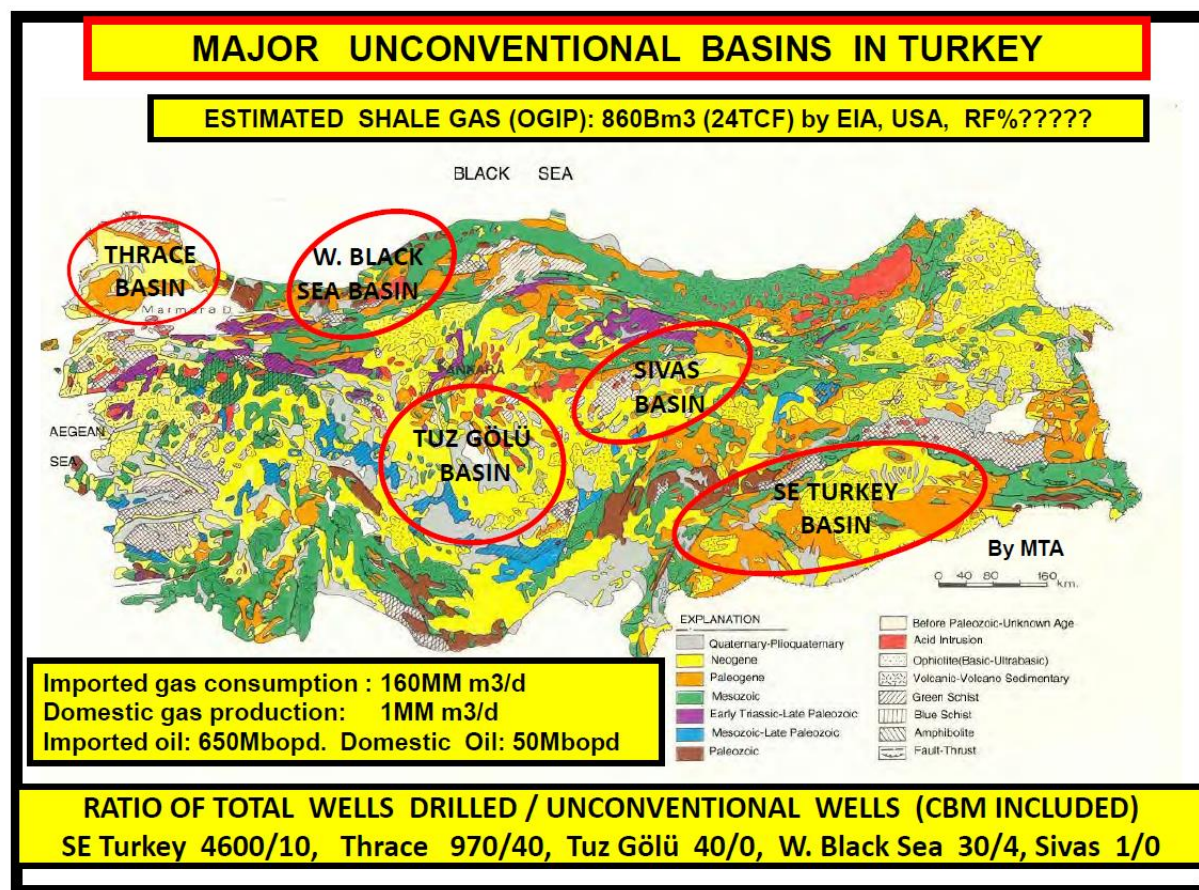 MAJOR UNCONVENTIONAL BASINS IN TURKEY
ESTIMATED SHALE GAS (OGIP): 860Bm3 (24TCF) by EIA, USA, RF%?????
BLACK SEA
THRACE
BASIN
W. BLACK
SEA BASIN
Marmara D.
ANKARA
SIVAS
BASIN
AEGEAN
SEA
TUZ GÖLÜ
BASIN
SE TURKEY
BASIN
By MTA
0 40 80 160 km.
EXPLANATION
Quaternary-Plioquaternary
Neogene
Paleogene
Mesozoic
Early Triassic-Late Paleozoic
Mesozoic-Late Paleozoic
Paleozoic
Before Paleozoic-Unknown Age
Acid Intrusion
Ophiolite(Basic-Ultrabasic)
Volcanic-Volcano Sedimentary
Green Schist
Blue Schist
Amphibolite
Fault-Thrust
Imported gas consumption : 160MM m3/d
Domestic gas production: 1MM m3/d
Imported oil: 650Mbopd. Domestic Oil: 50Mbopd
RATIO OF TOTAL WELLS DRILLED / UNCONVENTIONAL WELLS (CBM INCLUDED)
SE Turkey 4600/10, Thrace 970/40, Tuz Gölü 40/0, W. Black Sea 30/4, Sivas 1/0